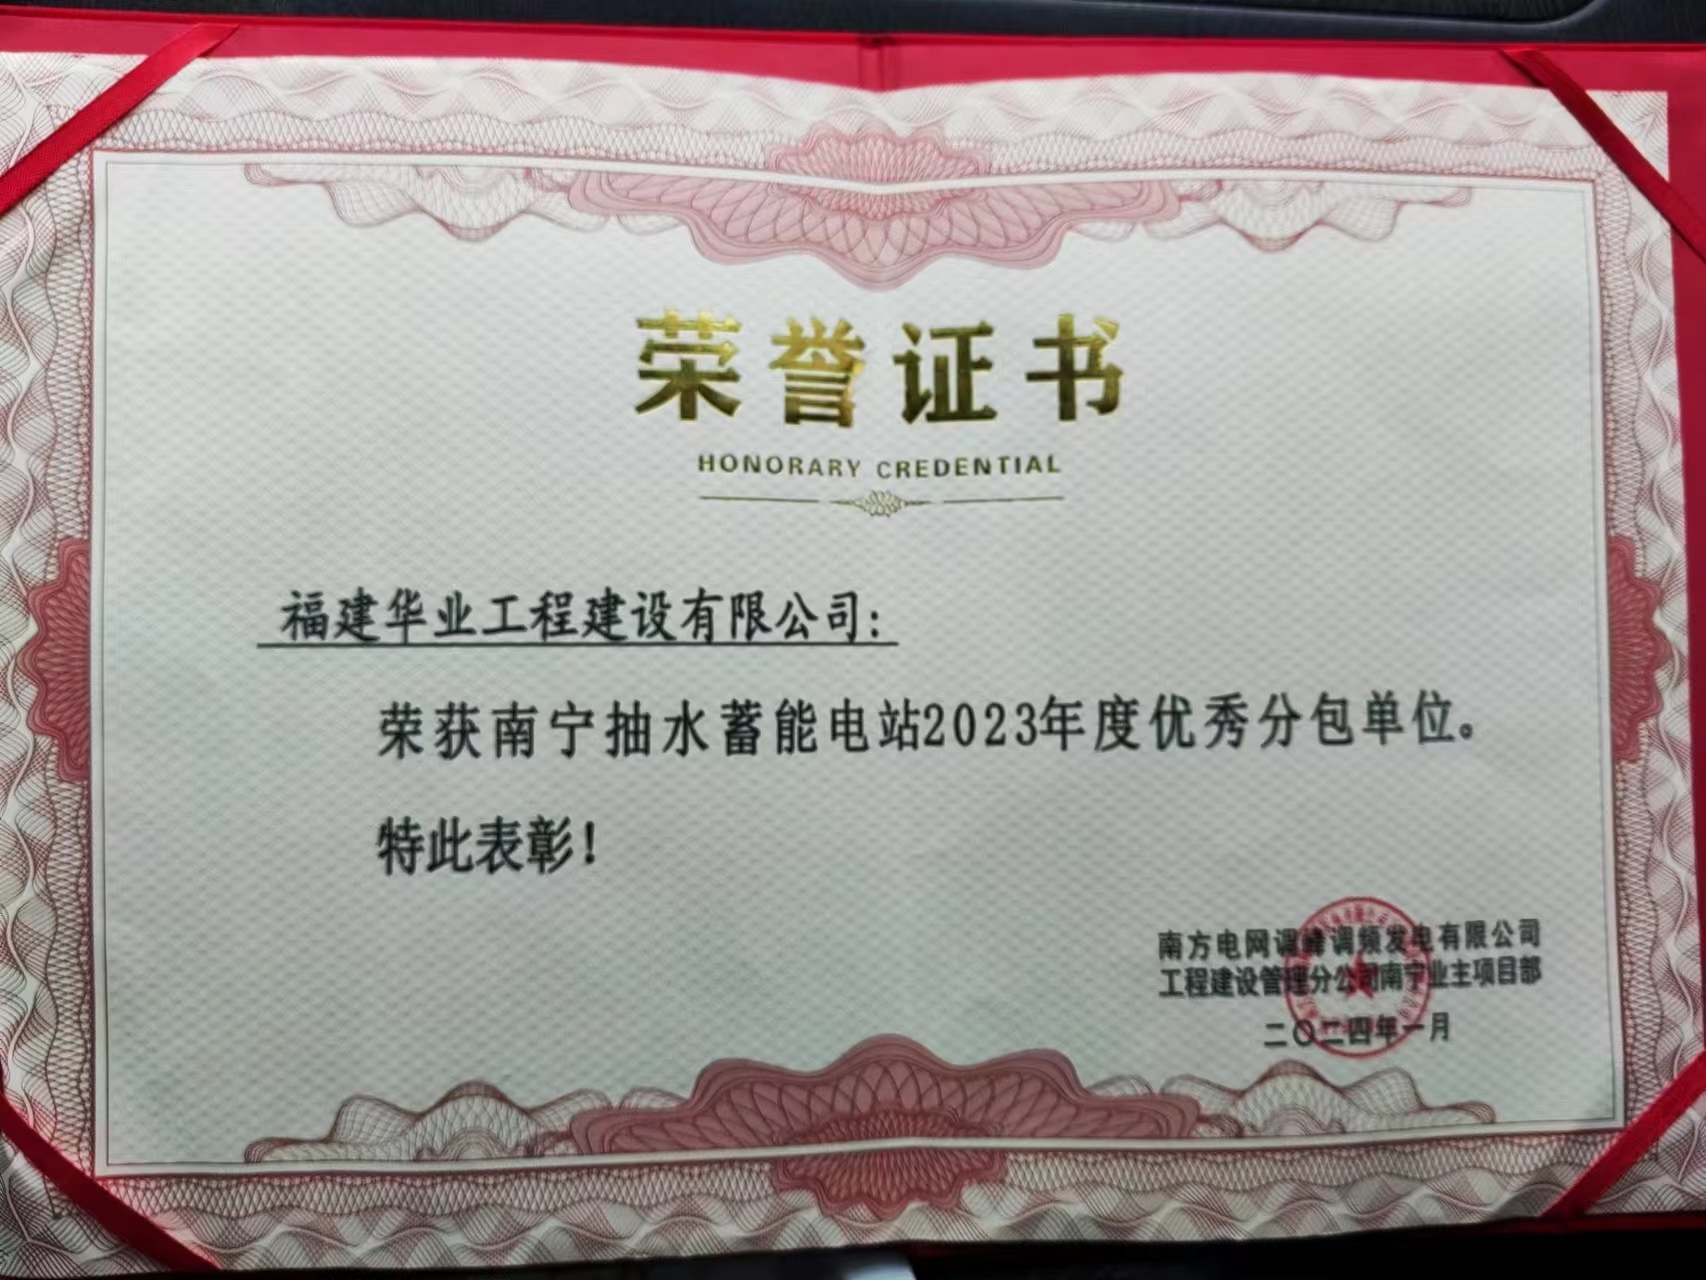 荣誉证书
HONORARY CREDENTIAL
福建华业工程建设有限公司：
荣获南宁抽水蓄能电站2023年度优秀分包单位。
特此表彰！
南方电网调峰调频发电有限公司
工程建设管理分公司南宁业主项目部
二〇二四年一月